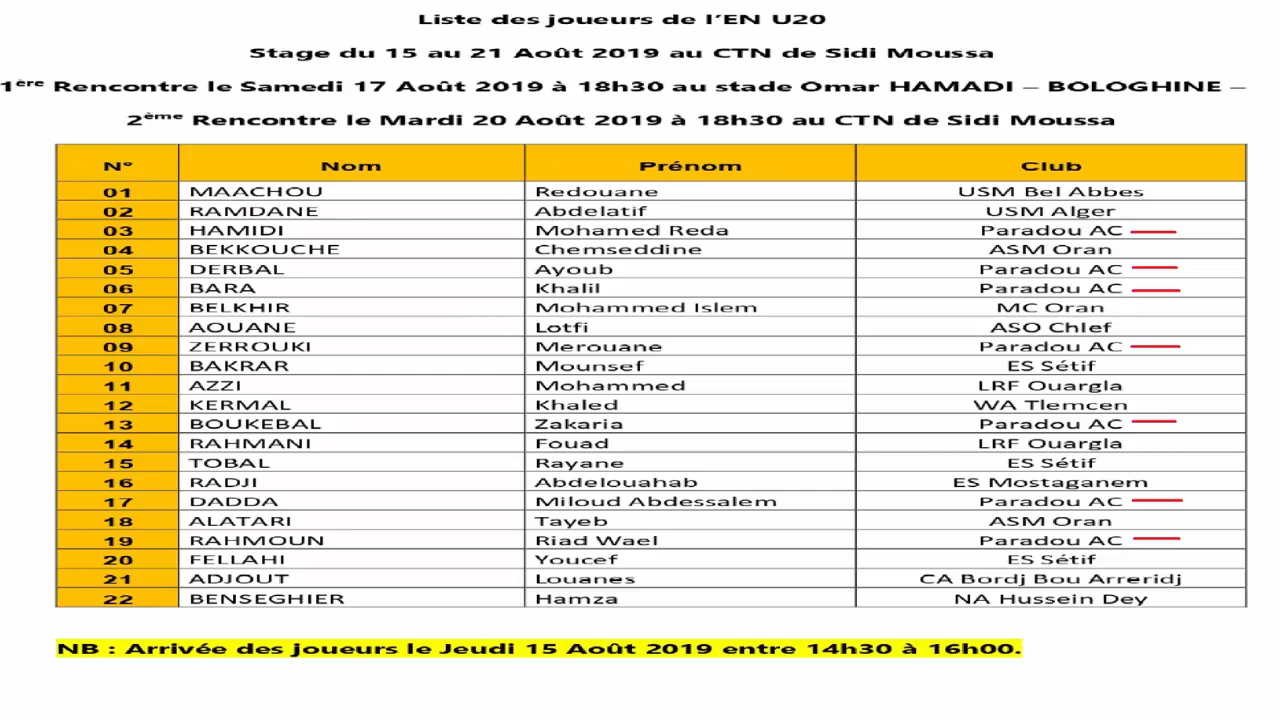 Liste des joueurs de l'EN U20
Stage du 15 au 21 Août 2019 au CTN de Sidi Moussa
1ère Rencontre le Samedi 17 Août 2019 à 18h30 au stade Omar HAMADI – BOLOGHINE –
2ème Rencontre le Mardi 20 Août 2019 à 18h30 au CTN de Sidi Moussa
N° Nom Prénom Club
01 MAACHOU Redouane USM Bel Abbes
02 RAMDANE Abdelatif USM Alger
03 HAMIDI Mohamed Reda Paradou AC
04 BEKKOUCHE Chemseddine ASM Oran
05 DERBAL Ayoub Paradou AC
06 BARA Khalil Paradou AC
07 BELKHIR Mohammed Islem MC Oran
08 AOUANE Lotfi ASO Chlef
09 ZERROUKI Merouane Paradou AC
10 BAKRAR Mounsef ES Sétif
11 AZZI Mohammed LRF Ouargla
12 KERMAL Khaled WA Tlemcen
13 BOUKEBAL Zakaria Paradou AC
14 RAHMANI Fouad LRF Ouargla
15 TOBAL Rayane ES Sétif
16 RADJI Abdelouahab ES Mostaganem
17 DADDA Miloud Abdessalem Paradou AC
18 ALATARI Tayeb ASM Oran
19 RAHMOUN Riad Wael Paradou AC
20 FELLAHI Youcef ES Sétif
21 ADJOUT Louanes CA Bordj Bou Arreridj
22 BENSEGHIER Hamza NA Hussein Dey
NB : Arrivée des joueurs le Jeudi 15 Août 2019 entre 14h30 à 16h00.